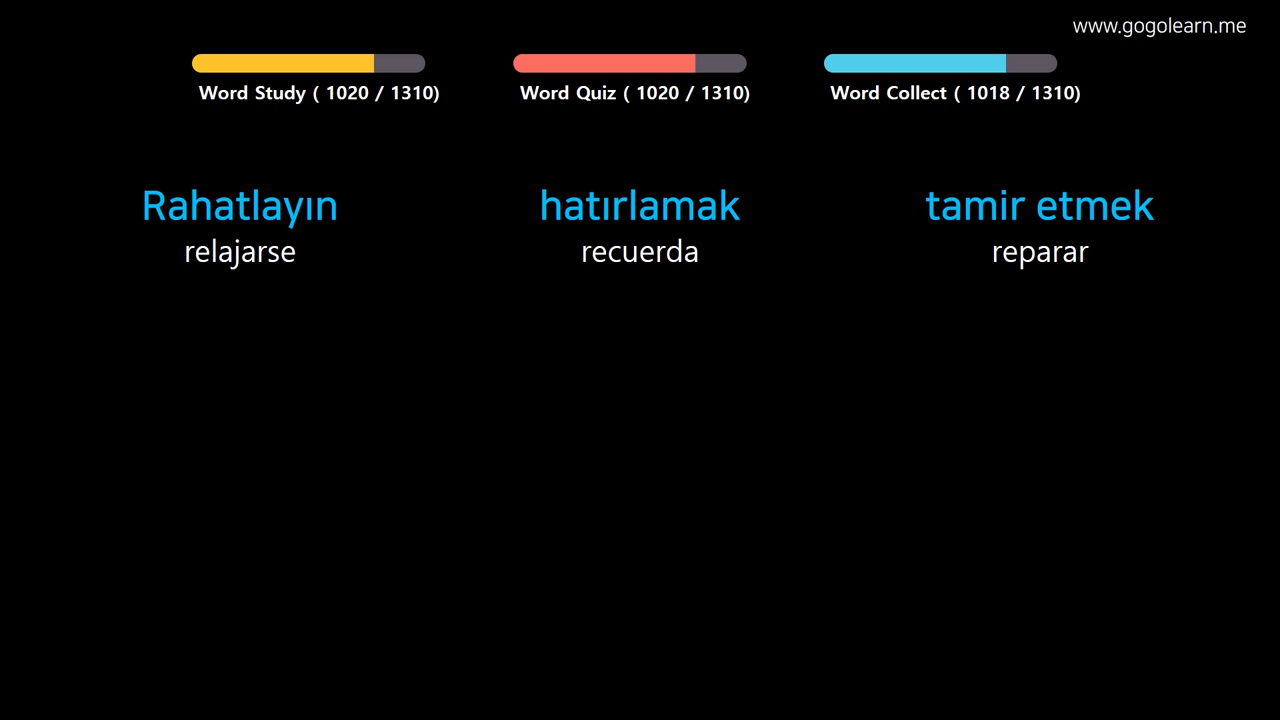 www.gogolearn.me
Word Study ( 1020 / 1310)
Word Quiz ( 1020 / 1310)
Word Collect ( 1018 / 1310)
Rahatlayın
relajarse
hatırlamak
recuerda
tamir etmek
reparar